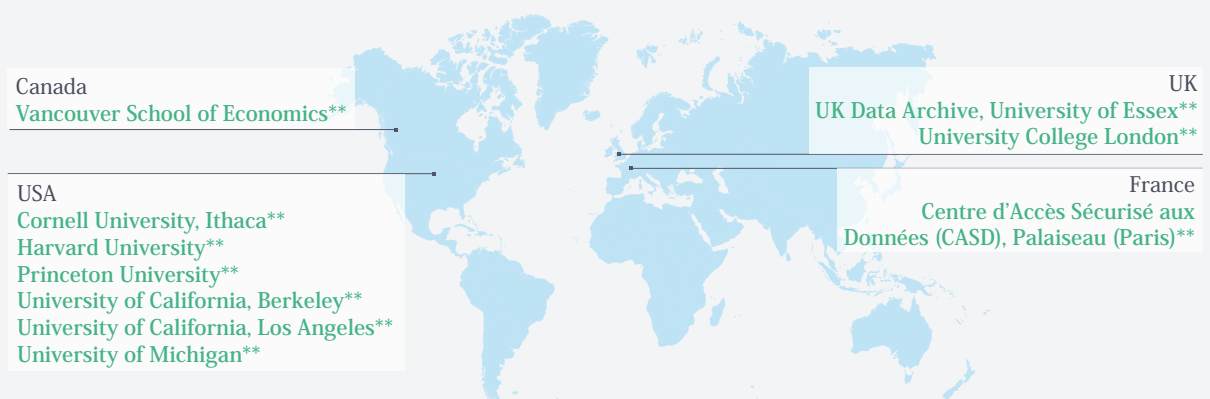 Canada
Vancouver School of Economics**
USA
Cornell University, Ithaca**
Harvard University**
Princeton University**
University of California, Berkeley**
University of California, Los Angeles**
University of Michigan**
UK
UK Data Archive, University of Essex**
University College London**
France
Centre d’Accès Sécurisé aux
Données (CASD), Palaiseau (Paris)**